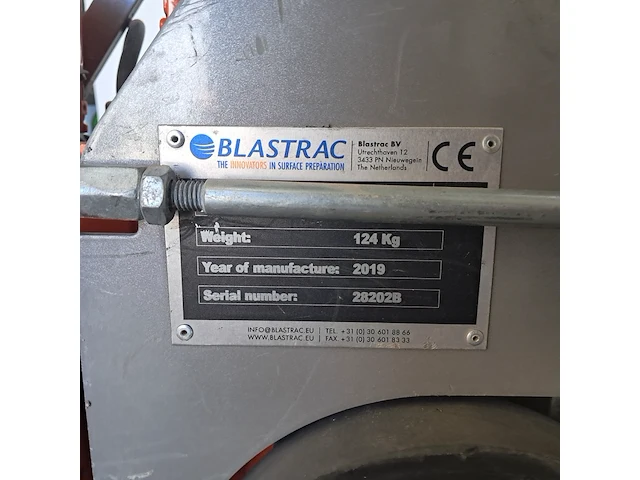 BLASTRAC
THE INNOVATORS IN SURFACE PREPARATION
Blastrac BV
Utrechthaven 12
3433 PN Nieuwegein
The Netherlands
CE
Weight: 124 Kg
Year of manufacture: 2019
Serial number: 28202B
INFO@BLASTRAC.EU | TEL. +31 (0) 30 601 88 66
WWW.BLASTRAC.EU | FAX. +31 (0) 30 601 83 33